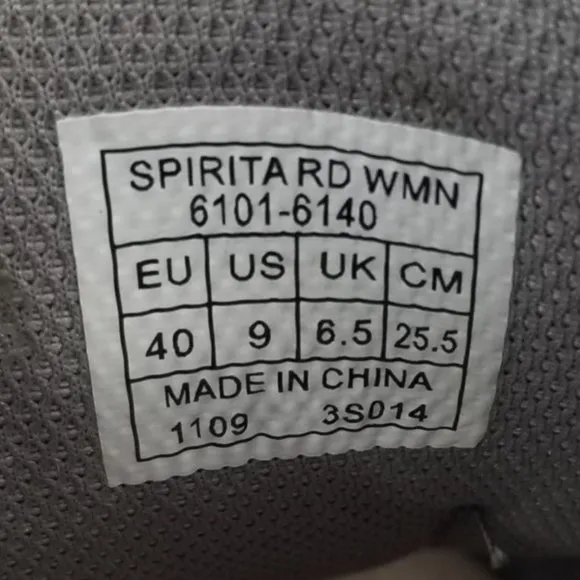 SPIRITA RD WMN
6101-6140
EU US UK CM
40 9 6.5 25.5
MADE IN CHINA
1109 3S014